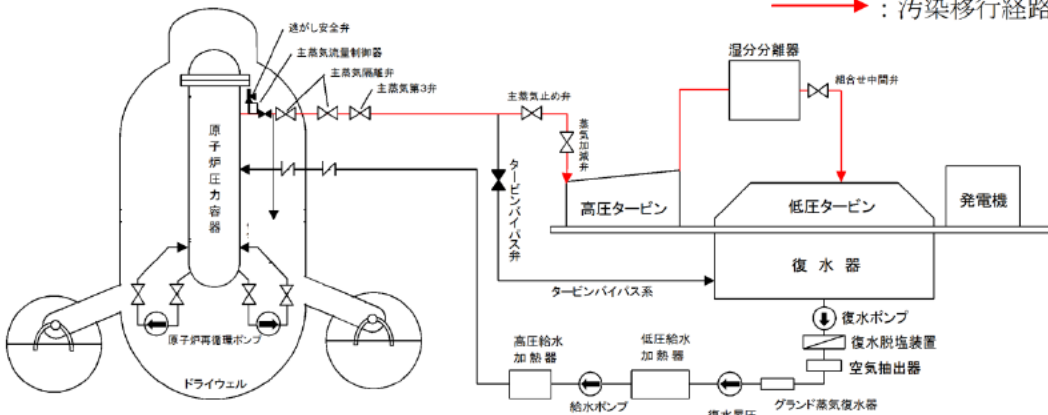 ：汚染移行経路
逃がし安全弁
主蒸気流量制御器
主蒸気隔離弁
主蒸気第3弁
湿分分離器
組合せ中間弁
主蒸気止め弁
蒸気加減弁
原子炉圧力容器
タービンバイパス弁
高圧タービン
低圧タービン
発電機
復水器
タービンバイパス系
原子炉再循環ポンプ
ドライウェル
高圧給水
加熱器
低圧給水
加熱器
復水ポンプ
復水脱塩装置
空気抽出器
給水ポンプ
グランド蒸気復水器